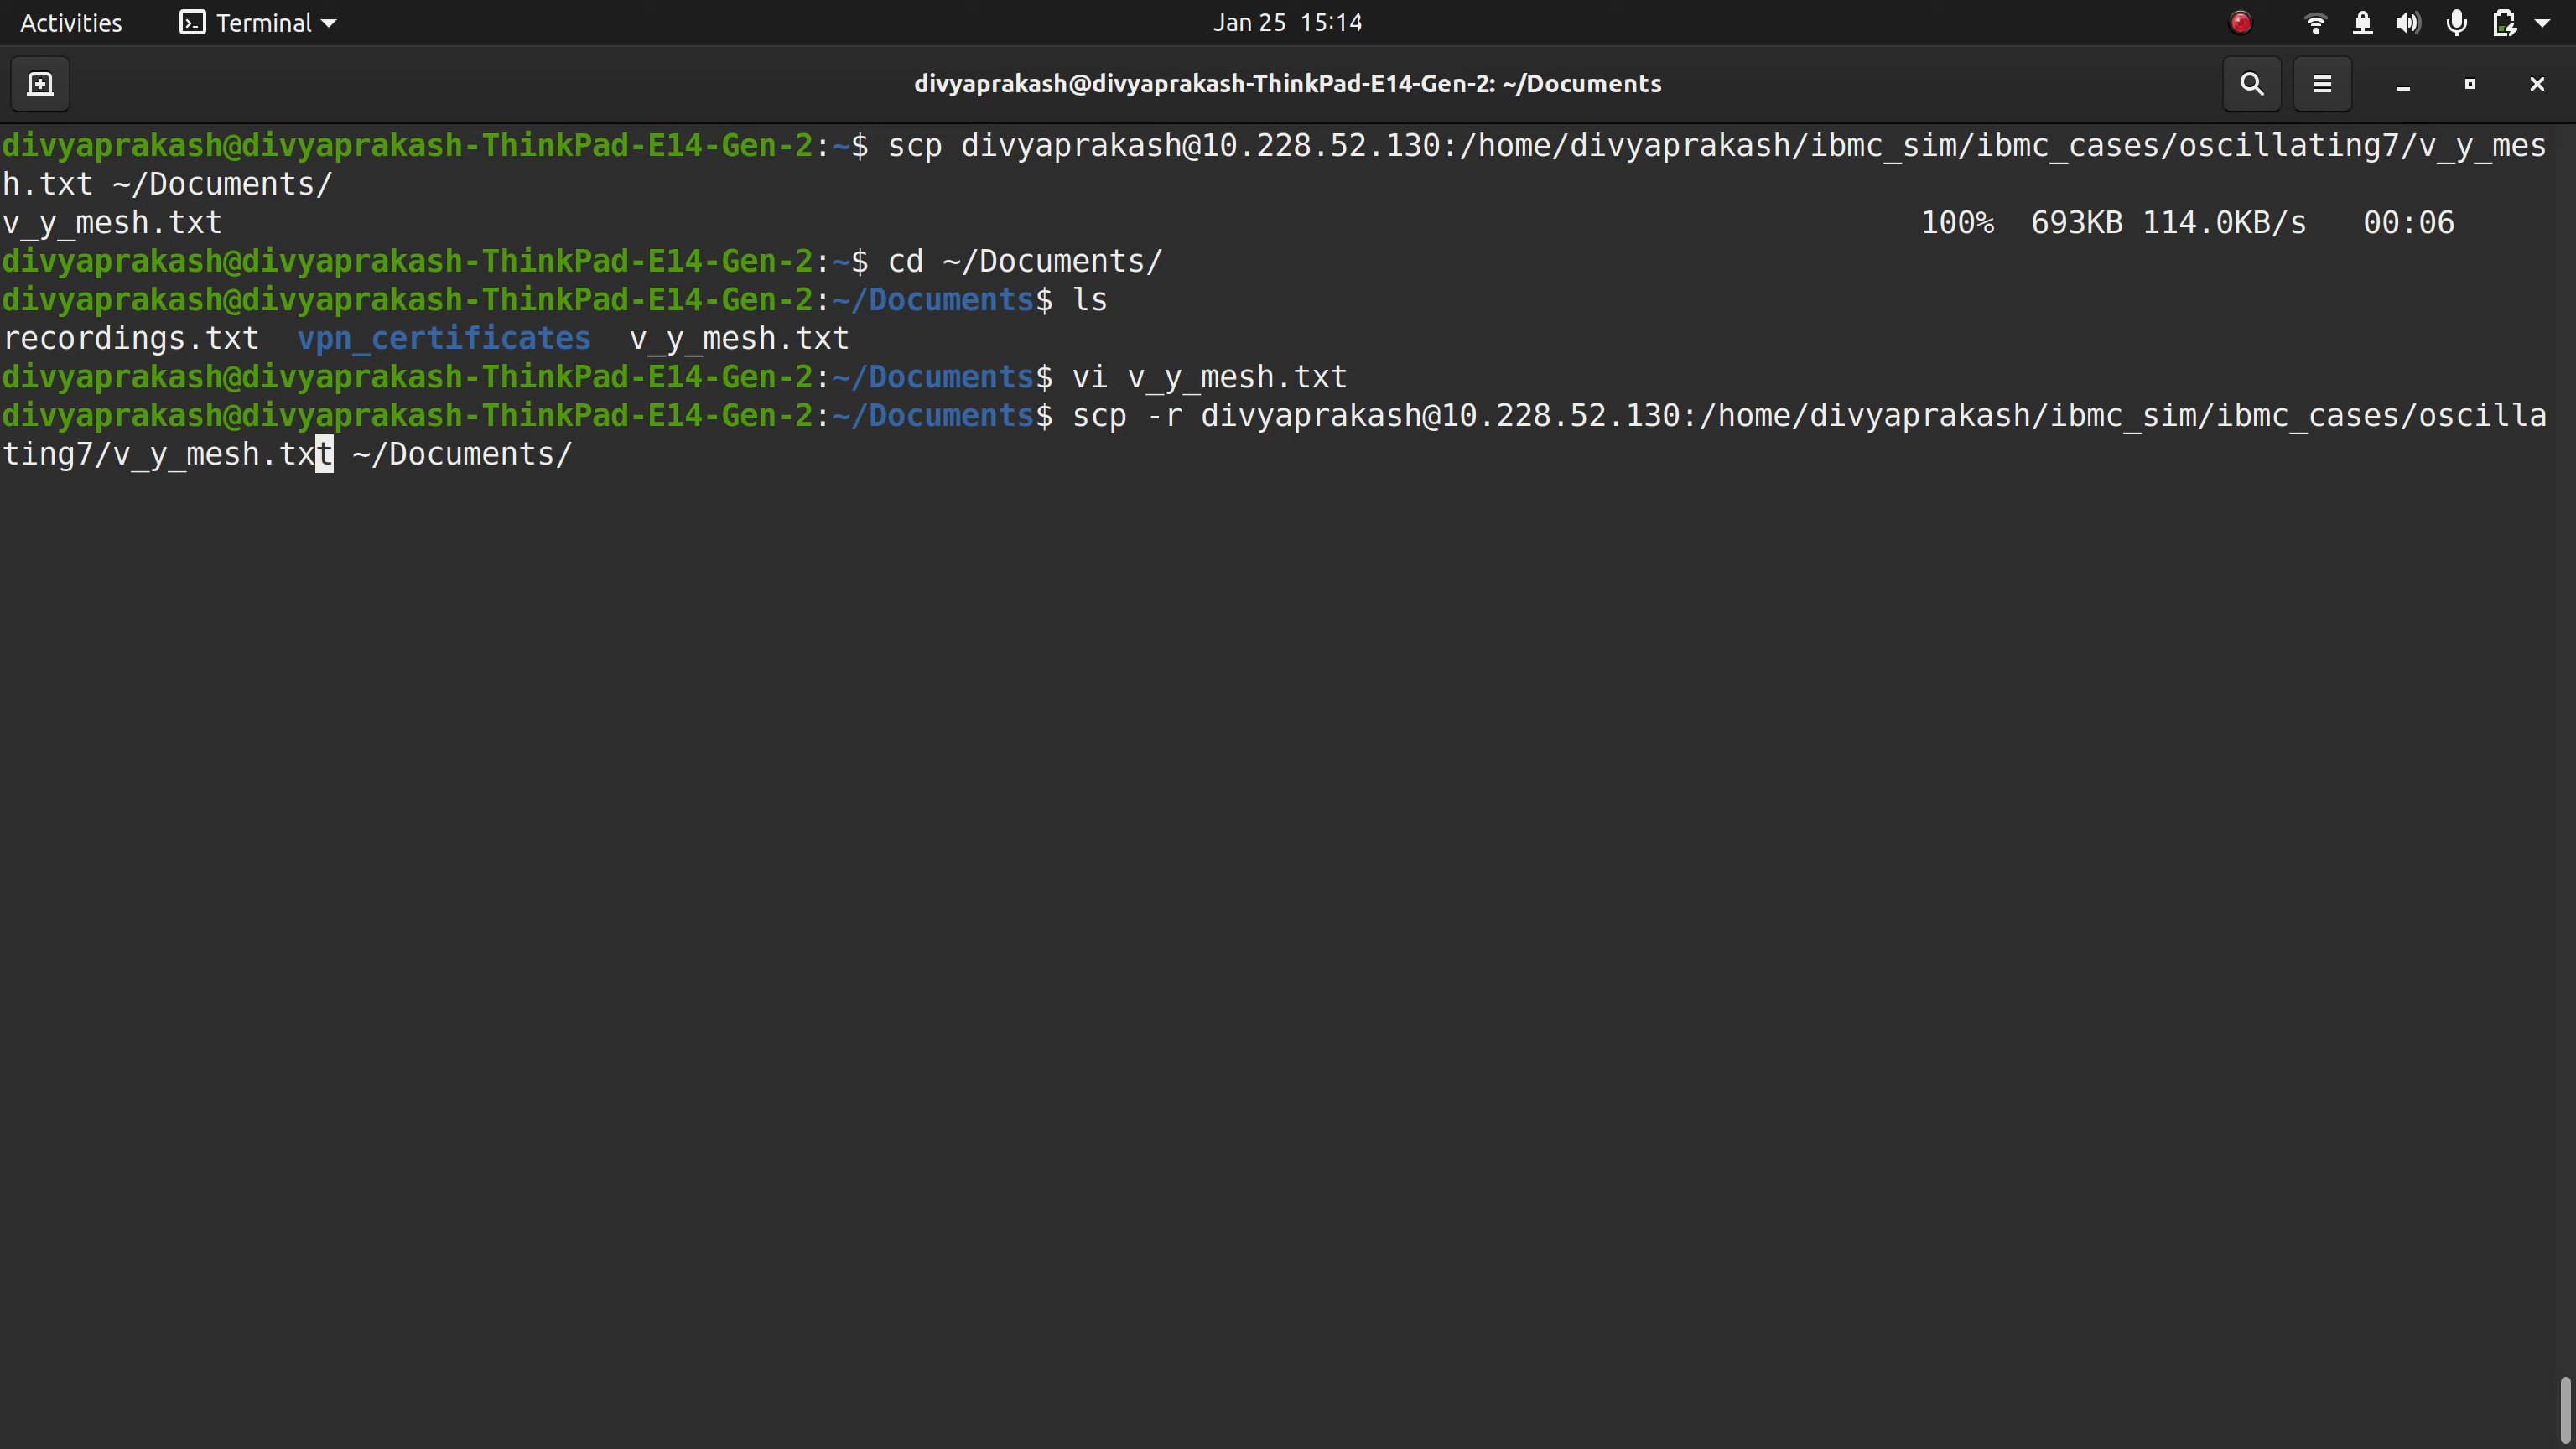 Activities Terminal Jan 25 15:14
divyaprakash@divyaprakash-ThinkPad-E14-Gen-2: ~/Documents
divyaprakash@divyaprakash-ThinkPad-E14-Gen-2:~$ scp divyaprakash@10.228.52.130:/home/divyaprakash/ibmc_sim/ibmc_cases/oscillating7/v_y_mes
h.txt ~/Documents/
v_y_mesh.txt 100% 693KB 114.0KB/s 00:06
divyaprakash@divyaprakash-ThinkPad-E14-Gen-2:~$ cd ~/Documents/
divyaprakash@divyaprakash-ThinkPad-E14-Gen-2:~/Documents$ ls
recordings.txt vpn_certificates v_y_mesh.txt
divyaprakash@divyaprakash-ThinkPad-E14-Gen-2:~/Documents$ vi v_y_mesh.txt
divyaprakash@divyaprakash-ThinkPad-E14-Gen-2:~/Documents$ scp -r divyaprakash@10.228.52.130:/home/divyaprakash/ibmc_sim/ibmc_cases/oscilla
ting7/v_y_mesh.txt ~/Documents/